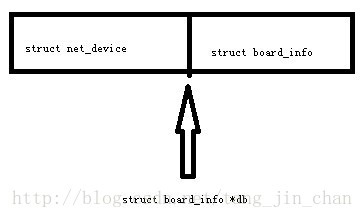 struct net_device
struct board_info
struct board_info *db